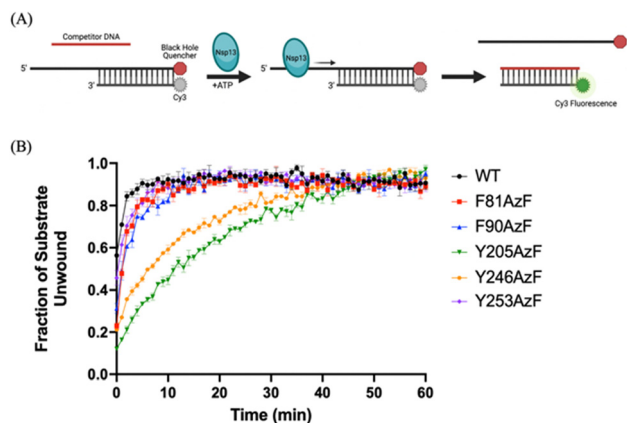 (A)
Competitor DNA
Black Hole
Quencher
5'
3'
Cy3
Nsp13
+ATP
Nsp13
5'
3'
Cy3 Fluorescence
(B)
Fraction of Substrate
Unwound
1.0
0.8
0.6
0.4
0.2
0.0
0 10 20 30 40 50 60
Time (min)
WT
F81AzF
F90AzF
Y205AzF
Y246AzF
Y253AzF